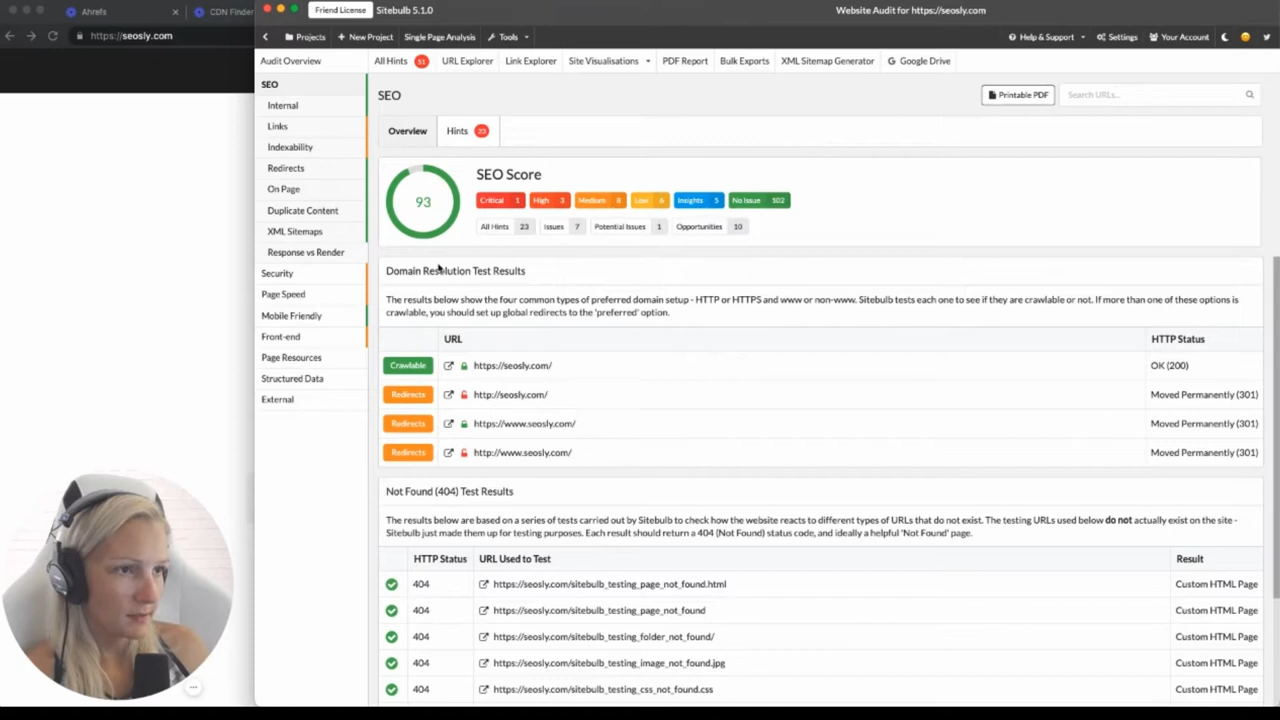 Ahrefs
CDN Finder
https://seosly.com
Friend License
Sitebulb 5.1.0
Website Audit for https://seosly.com
Projects
New Project
Single Page Analysis
Tools
Help & Support
Settings
Your Account
Audit Overview
All Hints 51
URL Explorer
Link Explorer
Site Visualisations
PDF Report
Bulk Exports
XML Sitemap Generator
Google Drive
SEO
Internal
Links
Indexability
Redirects
On Page
Duplicate Content
XML Sitemaps
Response vs Render
Security
Page Speed
Mobile Friendly
Front-end
Page Resources
Structured Data
External
SEO
Printable PDF
Search URLs...
Overview
Hints 23
93
SEO Score
Critical 1
High 3
Medium 8
Low 6
Insights 5
No Issue 102
All Hints 23
Issues 7
Potential Issues 1
Opportunities 10
Domain Resolution Test Results
The results below show the four common types of preferred domain setup - HTTP or HTTPS and www or non-www. Sitebulb tests each one to see if they are crawlable or not. If more than one of these options is
crawlable, you should set up global redirects to the 'preferred' option.
URL
HTTP Status
Crawlable https://seosly.com/ OK (200)
Redirects http://seosly.com/ Moved Permanently (301)
Redirects https://www.seosly.com/ Moved Permanently (301)
Redirects http://www.seosly.com/ Moved Permanently (301)
Not Found (404) Test Results
The results below are based on a series of tests carried out by Sitebulb to check how the website reacts to different types of URLs that do not exist. The testing URLs used below do not actually exist on the site -
Sitebulb just made them up for testing purposes. Each result should return a 404 (Not Found) status code, and ideally a helpful 'Not Found' page.
HTTP Status URL Used to Test Result
404 https://seosly.com/sitebulb_testing_page_not_found.html Custom HTML Page
404 https://seosly.com/sitebulb_testing_page_not_found Custom HTML Page
404 https://seosly.com/sitebulb_testing_folder_not_found/ Custom HTML Page
404 https://seosly.com/sitebulb_testing_image_not_found.jpg Custom HTML Page
404 https://seosly.com/sitebulb_testing_css_not_found.css Custom HTML Page